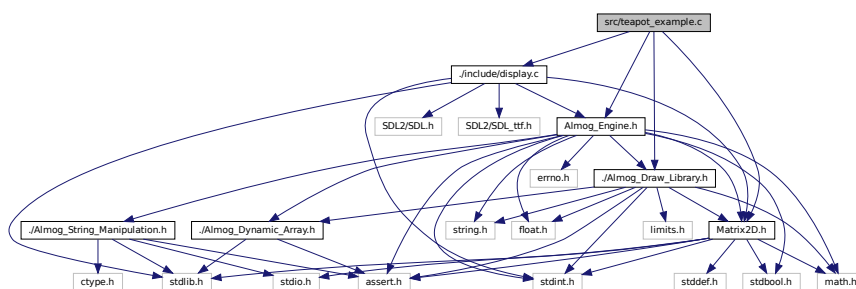 src/teapot_example.c
./include/display.c
SDL2/SDL.h
SDL2/SDL_ttf.h
Almog_Engine.h
errno.h
./Almog_Draw_Library.h
./Almog_String_Manipulation.h
./Almog_Dynamic_Array.h
string.h
float.h
limits.h
Matrix2D.h
ctype.h
stdlib.h
stdio.h
assert.h
stdint.h
stddef.h
stdbool.h
math.h